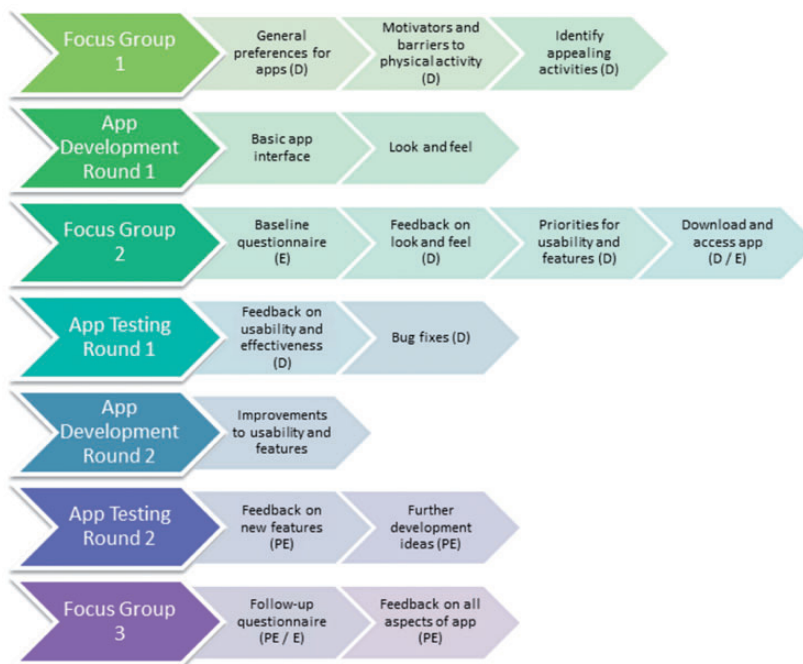 Focus Group
1
General
preferences for
apps (D)
Motivators and
barriers to
physical activity
(D)
Identify
appealing
activities (D)
App
Development
Round 1
Basic app
interface
Look and feel
Focus Group
2
Baseline
questionnaire
(E)
Feedback on
look and feel
(D)
Priorities for
usability and
features (D)
Download and
access app
(D / E)
App Testing
Round 1
Feedback on
usability and
effectiveness
(D)
Bug fixes (D)
App
Development
Round 2
Improvements
to usability and
features
App Testing
Round 2
Feedback on
new features
(PE)
Further
development
ideas (PE)
Focus Group
3
Follow-up
questionnaire
(PE / E)
Feedback on all
aspects of app
(PE)